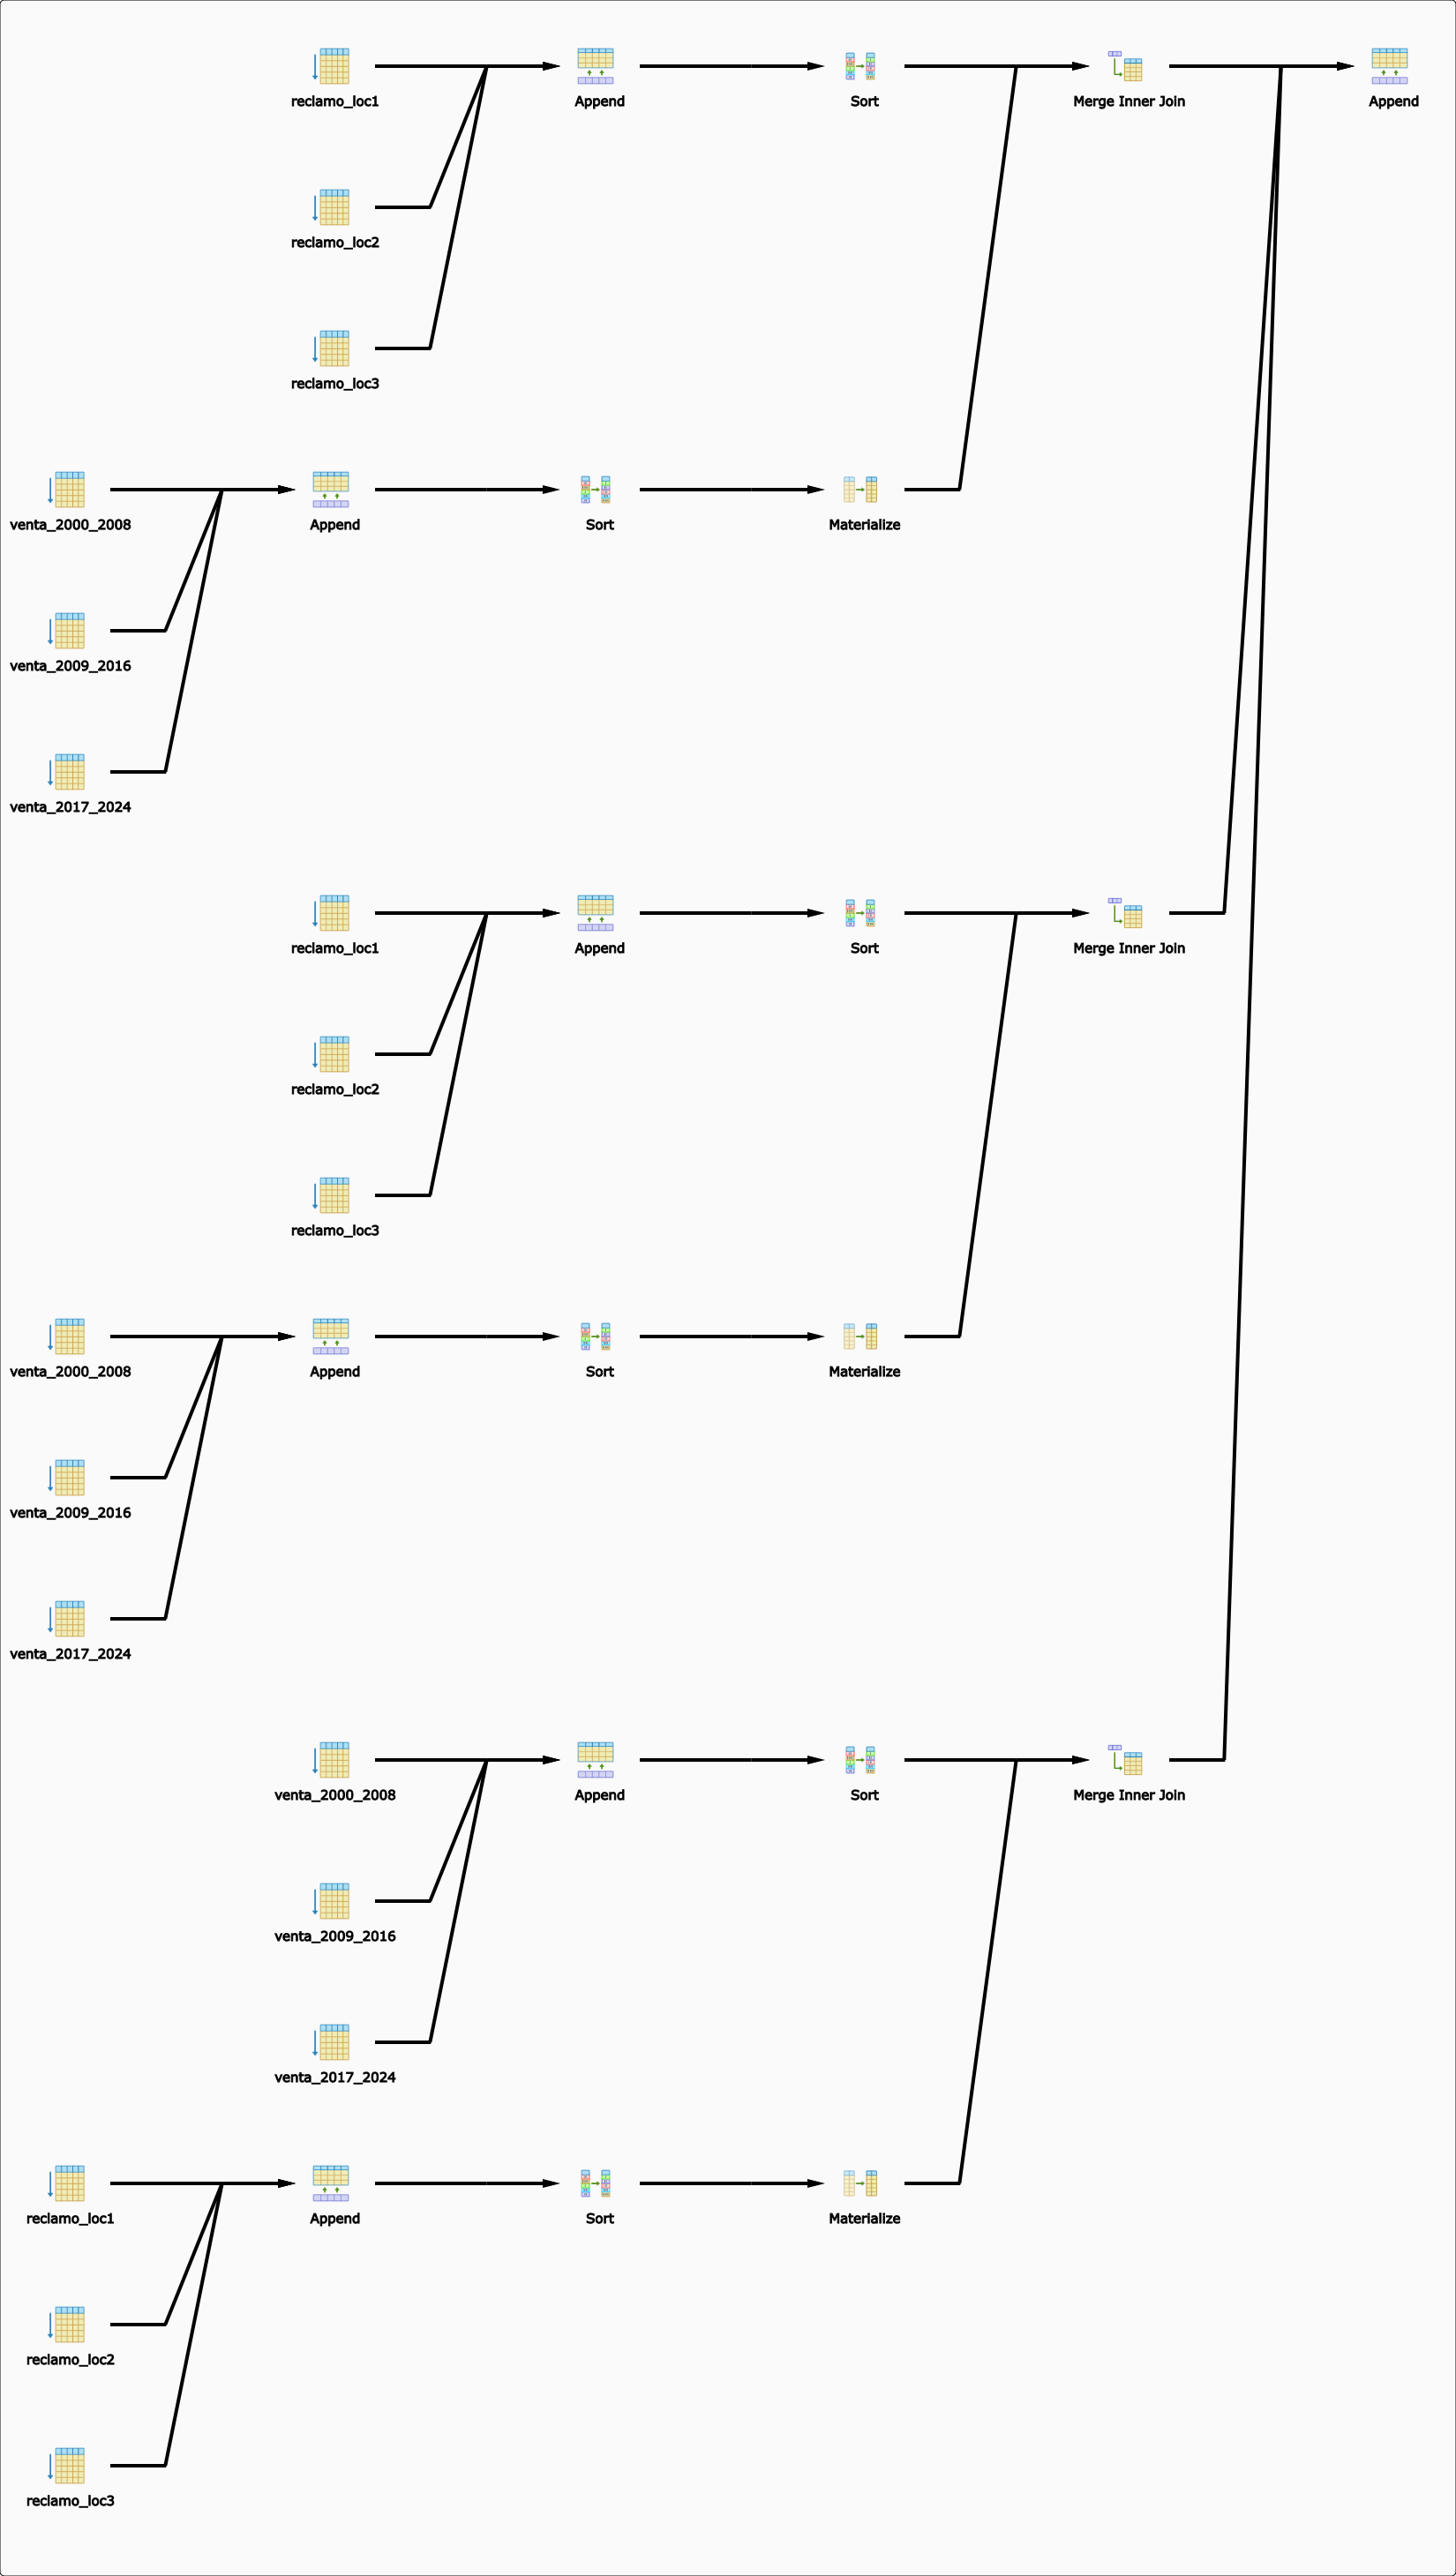 reclamo_loc1
Append
Sort
Merge Inner Join
Append
reclamo_loc2
reclamo_loc3
venta_2000_2008
Append
Sort
Materialize
venta_2009_2016
venta_2017_2024
reclamo_loc1
Append
Sort
Merge Inner Join
reclamo_loc2
reclamo_loc3
venta_2000_2008
Append
Sort
Materialize
venta_2009_2016
venta_2017_2024
venta_2000_2008
Append
Sort
Merge Inner Join
venta_2009_2016
venta_2017_2024
reclamo_loc1
Append
Sort
Materialize
reclamo_loc2
reclamo_loc3